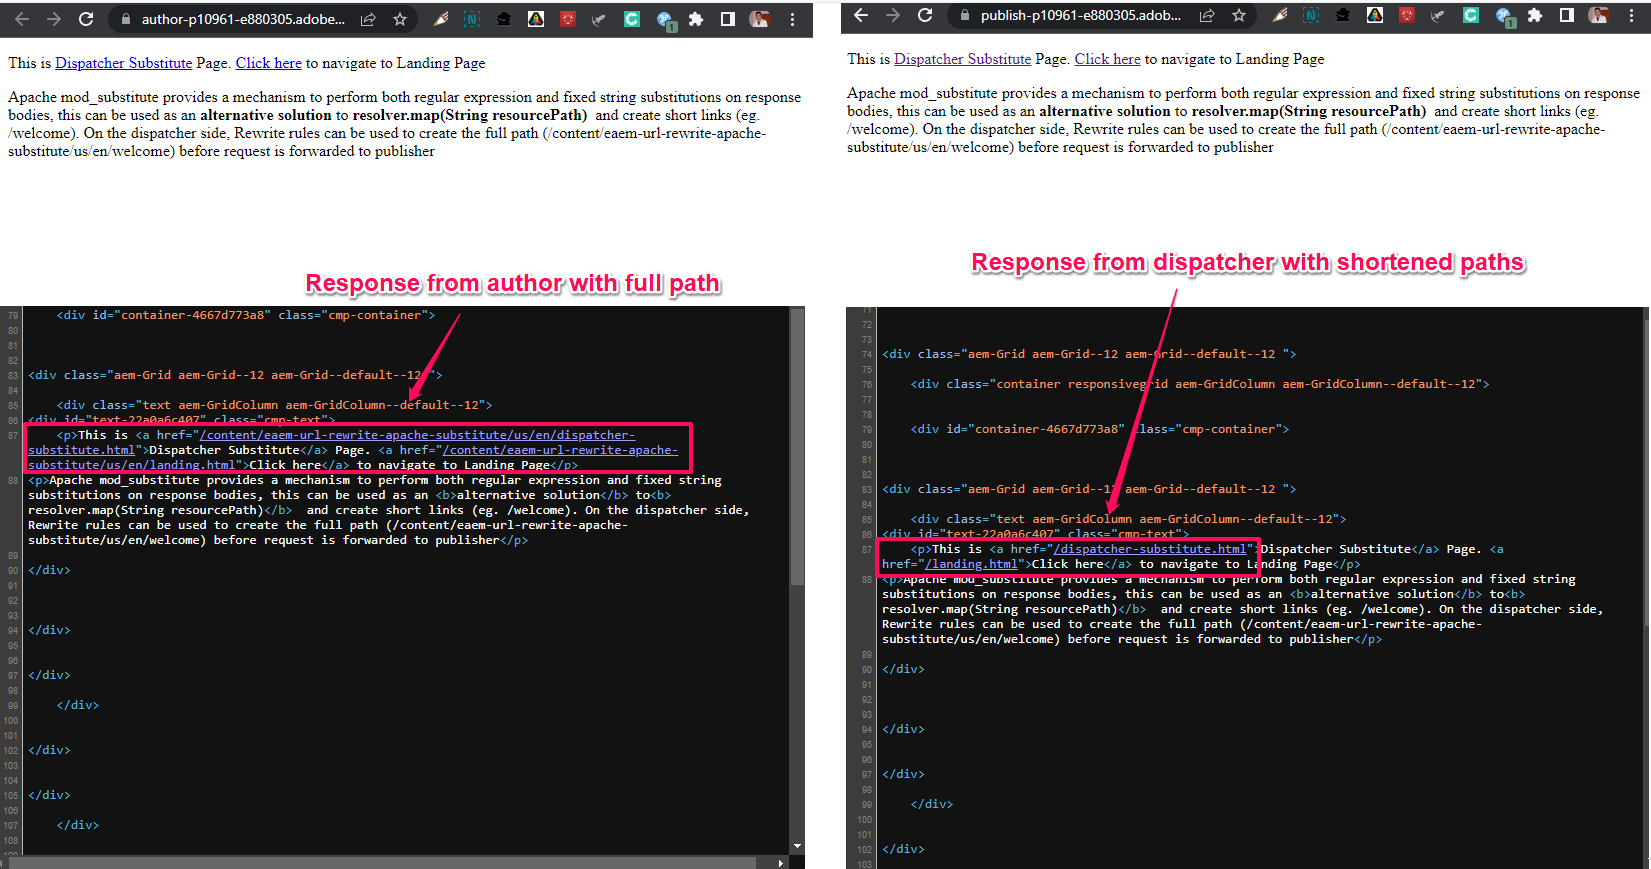 author-p10961-e880305.adobe...
1
This is Dispatcher Substitute Page. Click here to navigate to Landing Page
Apache mod_substitute provides a mechanism to perform both regular expression and fixed string substitutions on response
bodies, this can be used as an alternative solution to resolver.map(String resourcePath)  and create short links (eg.
/welcome). On the dispatcher side, Rewrite rules can be used to create the full path (/content/eaem-url-rewrite-apache-
substitute/us/en/welcome) before request is forwarded to publisher
Response from author with full path
79 <div id="container-4667d773a8" class="cmp-container">
80
81
82
83 <div class="aem-Grid aem-Grid--12 aem-Grid--default--12 ">
84
85 <div class="text aem-GridColumn aem-GridColumn--default--12">
86 <div id="text-22a0a6c407" class="cmp-text">
87 <p>This is <a href="/content/eaem-url-rewrite-apache-substitute/us/en/dispatcher-
substitute.html">Dispatcher Substitute</a> Page. <a href="/content/eaem-url-rewrite-apache-
substitute/us/en/landing.html">Click here</a> to navigate to Landing Page</p>
88 <p>Apache mod_substitute provides a mechanism to perform both regular expression and fixed string
substitutions on response bodies, this can be used as an <b>alternative solution</b> to<b>
resolver.map(String resourcePath)</b>  and create short links (eg. /welcome). On the dispatcher side,
Rewrite rules can be used to create the full path (/content/eaem-url-rewrite-apache-
substitute/us/en/welcome) before request is forwarded to publisher</p>
89
90 </div>
91
92
93
94 </div>
95
96
97 </div>
98
99 </div>
100
101
102 </div>
103
104
105 </div>
106
107 </div>
108
publish-p10961-e880305.adob...
1
This is Dispatcher Substitute Page. Click here to navigate to Landing Page
Apache mod_substitute provides a mechanism to perform both regular expression and fixed string substitutions on response
bodies, this can be used as an alternative solution to resolver.map(String resourcePath)  and create short links (eg.
/welcome). On the dispatcher side, Rewrite rules can be used to create the full path (/content/eaem-url-rewrite-apache-
substitute/us/en/welcome) before request is forwarded to publisher
Response from dispatcher with shortened paths
71
72
73
74 <div class="aem-Grid aem-Grid--12 aem-Grid--default--12 ">
75
76 <div class="container responsivegrid aem-GridColumn aem-GridColumn--default--12">
77
78
79 <div id="container-4667d773a8" class="cmp-container">
80
81
82
83 <div class="aem-Grid aem-Grid--12 aem-Grid--default--12 ">
84
85 <div class="text aem-GridColumn aem-GridColumn--default--12">
86 <div id="text-22a0a6c407" class="cmp-text">
87 <p>This is <a href="/dispatcher-substitute.html">Dispatcher Substitute</a> Page. <a
href="/landing.html">Click here</a> to navigate to Landing Page</p>
88 <p>Apache mod_substitute provides a mechanism to perform both regular expression and fixed string
substitutions on response bodies, this can be used as an <b>alternative solution</b> to<b>
resolver.map(String resourcePath)</b>  and create short links (eg. /welcome). On the dispatcher side,
Rewrite rules can be used to create the full path (/content/eaem-url-rewrite-apache-
substitute/us/en/welcome) before request is forwarded to publisher</p>
89
90 </div>
91
92
93
94 </div>
95
96
97 </div>
98
99 </div>
100
101
102 </div>
103